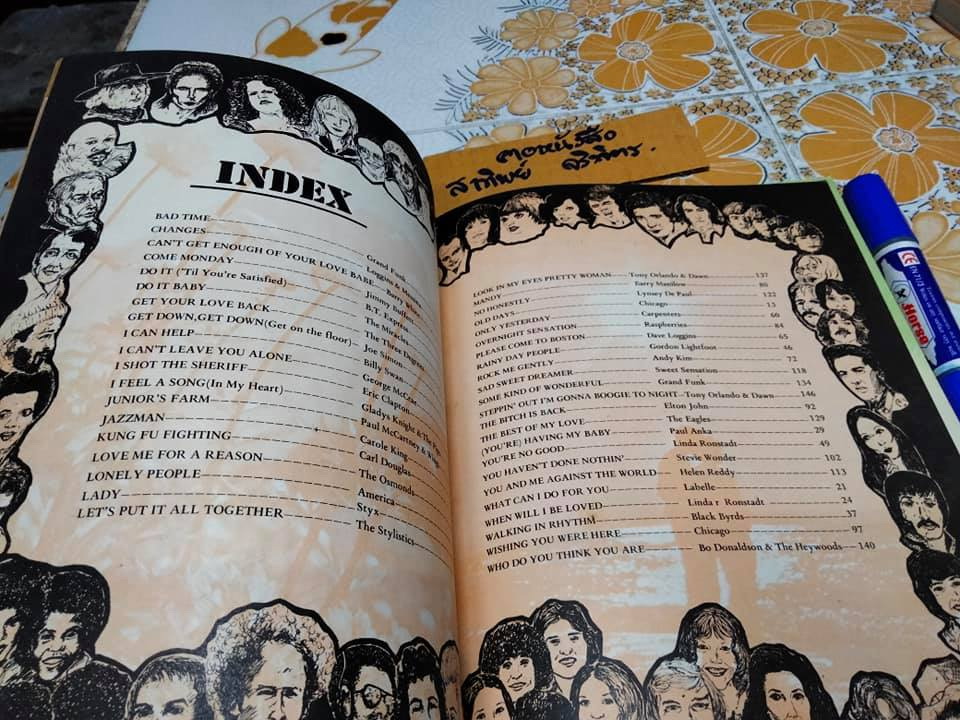 INDEX
BAD TIME Grand Funk
CHANGES Loggins &
CAN'T GET ENOUGH OF YOUR LOVE BABE Barry White
COME MONDAY Jimmy Buffett
DO IT ('Til You're Satisfied) B.T. Express
DO IT BABY The Miracles
GET YOUR LOVE BACK The Three Degrees
GET DOWN,GET DOWN(Get on the floor) Joe Simon
I CAN HELP Billy Swan
I CAN'T LEAVE YOU ALONE George McCrae
I SHOT THE SHERIFF Eric Clapton
I FEEL A SONG(In My Heart) Gladys Knight & The Pips
JUNIOR'S FARM Paul McCartney & Wings
JAZZMAN Carole King
KUNG FU FIGHTING Carl Douglas
LOVE ME FOR A REASON The Osmonds
LONELY PEOPLE America
LADY Styx
LET'S PUT IT ALL TOGETHER The Stylistics
LOOK IN MY EYES PRETTY WOMAN Tony Orlando & Dawn 137
MANDY Barry Manilow 80
NO HONESTLY Lynsey De Paul 122
OLD DAYS Chicago 75
ONLY YESTERDAY Carpenters 60
OVERNIGHT SENSATION Raspberries 84
PLEASE COME TO BOSTON Dave Loggins 65
RAINY DAY PEOPLE Gordon Lightfoot 46
ROCK ME GENTLY Andy Kim 72
SAD SWEET DREAMER Sweet Sensation 118
SOME KIND OF WONDERFUL Grand Funk 134
STEPPIN' OUT I'M GONNA BOOGIE TO NIGHT Tony Orlando & Dawn 146
THE BITCH IS BACK Elton John 92
THE BEST OF MY LOVE The Eagles 129
(YOU'RE) HAVING MY BABY Paul Anka 29
YOU'RE NO GOOD Linda Ronstadt 49
YOU HAVEN'T DONE NOTHIN' Stevie Wonder 102
YOU AND ME AGAINST THE WORLD Helen Reddy 113
WHAT CAN I DO FOR YOU Labelle 21
WHEN WILL I BE LOVED Linda r Ronstadt 24
WALKING IN RHYTHM Black Byrds 37
WISHING YOU WERE HERE Chicago 97
WHO DO YOU THINK YOU ARE Bo Donaldson & The Heywoods 140
Horse